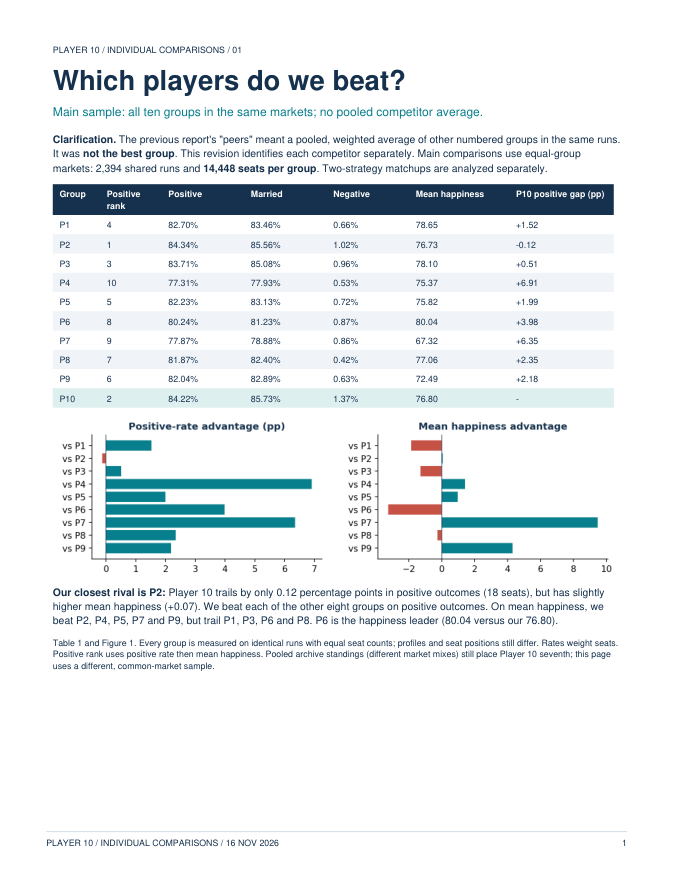 PLAYER 10 / INDIVIDUAL COMPARISONS / 01
Which players do we beat?
Main sample: all ten groups in the same markets; no pooled competitor average.
Clarification. The previous report's "peers" meant a pooled, weighted average of other numbered groups in the same runs.
It was not the best group. This revision identifies each competitor separately. Main comparisons use equal-group
markets: 2,394 shared runs and 14,448 seats per group. Two-strategy matchups are analyzed separately.
Group Positive rank Positive Married Negative Mean happiness P10 positive gap (pp)
P1 4 82.70% 83.46% 0.66% 78.65 +1.52
P2 1 84.34% 85.56% 1.02% 76.73 -0.12
P3 3 83.71% 85.08% 0.96% 78.10 +0.51
P4 10 77.31% 77.93% 0.53% 75.37 +6.91
P5 5 82.23% 83.13% 0.72% 75.82 +1.99
P6 8 80.24% 81.23% 0.87% 80.04 +3.98
P7 9 77.87% 78.88% 0.86% 67.32 +6.35
P8 7 81.87% 82.40% 0.42% 77.06 +2.35
P9 6 82.04% 82.89% 0.63% 72.49 +2.18
P10 2 84.22% 85.73% 1.37% 76.80 -
Positive-rate advantage (pp)
vs P1
vs P2
vs P3
vs P4
vs P5
vs P6
vs P7
vs P8
vs P9
0 1 2 3 4 5 6 7
Mean happiness advantage
vs P1
vs P2
vs P3
vs P4
vs P5
vs P6
vs P7
vs P8
vs P9
−2 0 2 4 6 8 10
Our closest rival is P2: Player 10 trails by only 0.12 percentage points in positive outcomes (18 seats), but has slightly
higher mean happiness (+0.07). We beat each of the other eight groups on positive outcomes. On mean happiness, we
beat P2, P4, P5, P7 and P9, but trail P1, P3, P6 and P8. P6 is the happiness leader (80.04 versus our 76.80).
Table 1 and Figure 1. Every group is measured on identical runs with equal seat counts; profiles and seat positions still differ. Rates weight seats.
Positive rank uses positive rate then mean happiness. Pooled archive standings (different market mixes) still place Player 10 seventh; this page
uses a different, common-market sample.
PLAYER 10 / INDIVIDUAL COMPARISONS / 16 NOV 2026 1